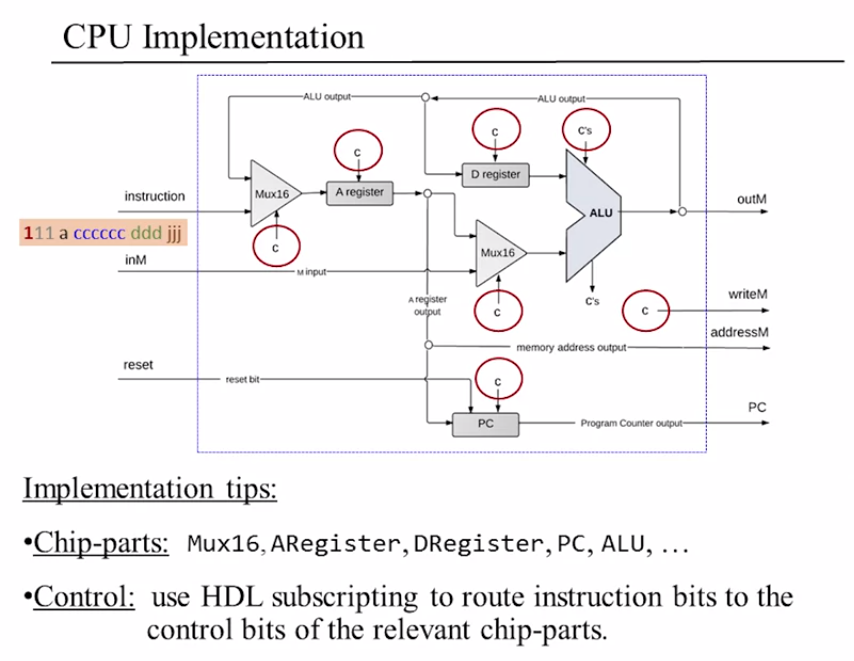 CPU Implementation
ALU output
ALU output
c
C's
c
D register
instruction
Mux16
A register
ALU
outM
111 a cccccc ddd jjj
c
Mux16
inM
M input
A register
output
c
C's
c
writeM
addressM
memory address output
reset
reset bit
c
PC
PC
Program Counter output
Implementation tips:
•Chip-parts: Mux16, ARegister, DRegister, PC, ALU, ...
•Control: use HDL subscripting to route instruction bits to the
control bits of the relevant chip-parts.